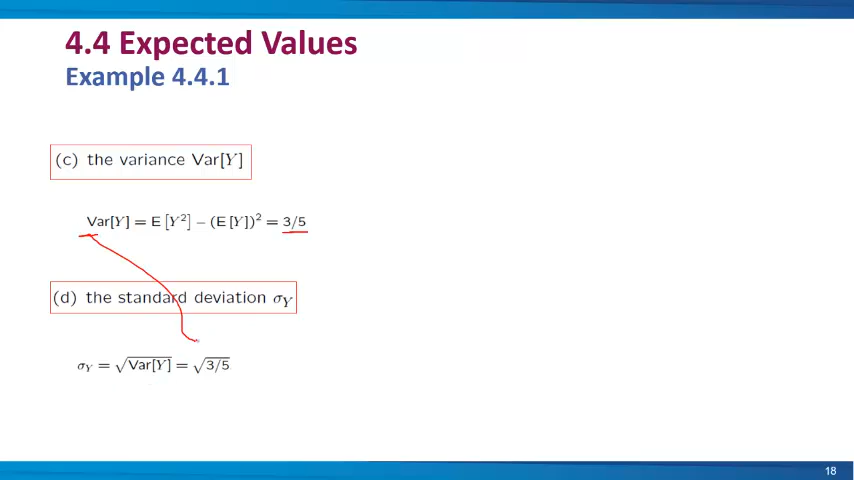 4.4 Expected Values
Example 4.4.1
(c) the variance Var[Y]
Var[Y] = E [Y²] − (E [Y])² = 3/5
(d) the standard deviation σ_Y
σ_Y = √Var[Y] = √3/5
18